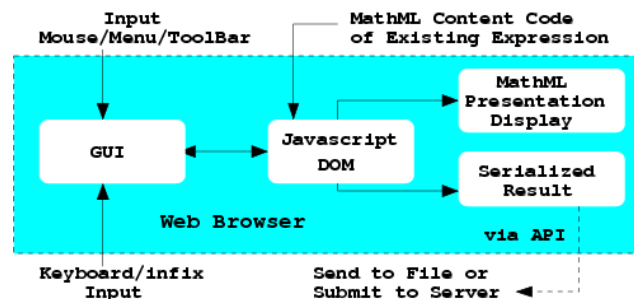 Input
Mouse/Menu/ToolBar
MathML Content Code
of Existing Expression
GUI
Javascript
DOM
MathML
Presentation
Display
Serialized
Result
Web Browser
via API
Keyboard/infix
Input
Send to File or
Submit to Server